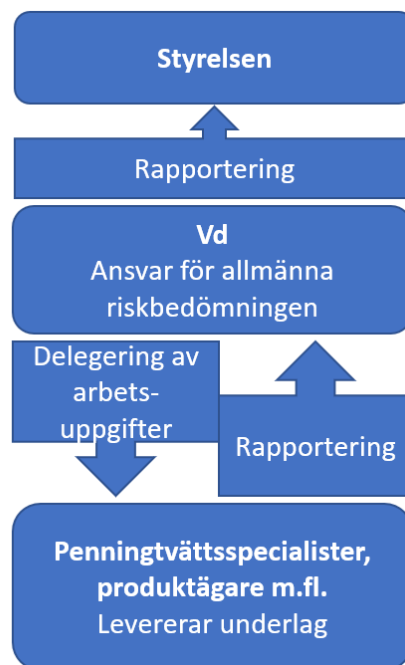 Styrelsen
Rapportering
Vd
Ansvar för allmänna
riskbedömningen
Delegering av
arbets-
uppgifter
Rapportering
Penningtvättsspecialister,
produktägare m.fl.
Levererar underlag